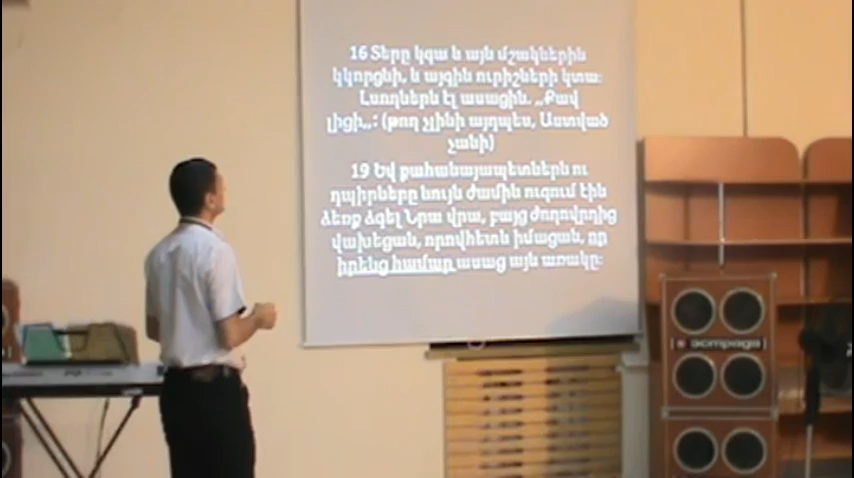 16 Տերը կգա և այն մշակներին
կկորցնի, և այգին ուրիշների կտա:
Լսողներն էլ ասացին. „Քավ
լիցի„: (թող չլինի այդպես, Աստված
չանի)
19 Եվ քահանայապետներն ու
դպիրները նույն ժամին ուզում էին
ձեռք ձգել Նրա վրա, բայց ժողովրդից
վախեցան, որովհետև իմացան, որ
իրենց համար ասաց այն առակը:
acmpage